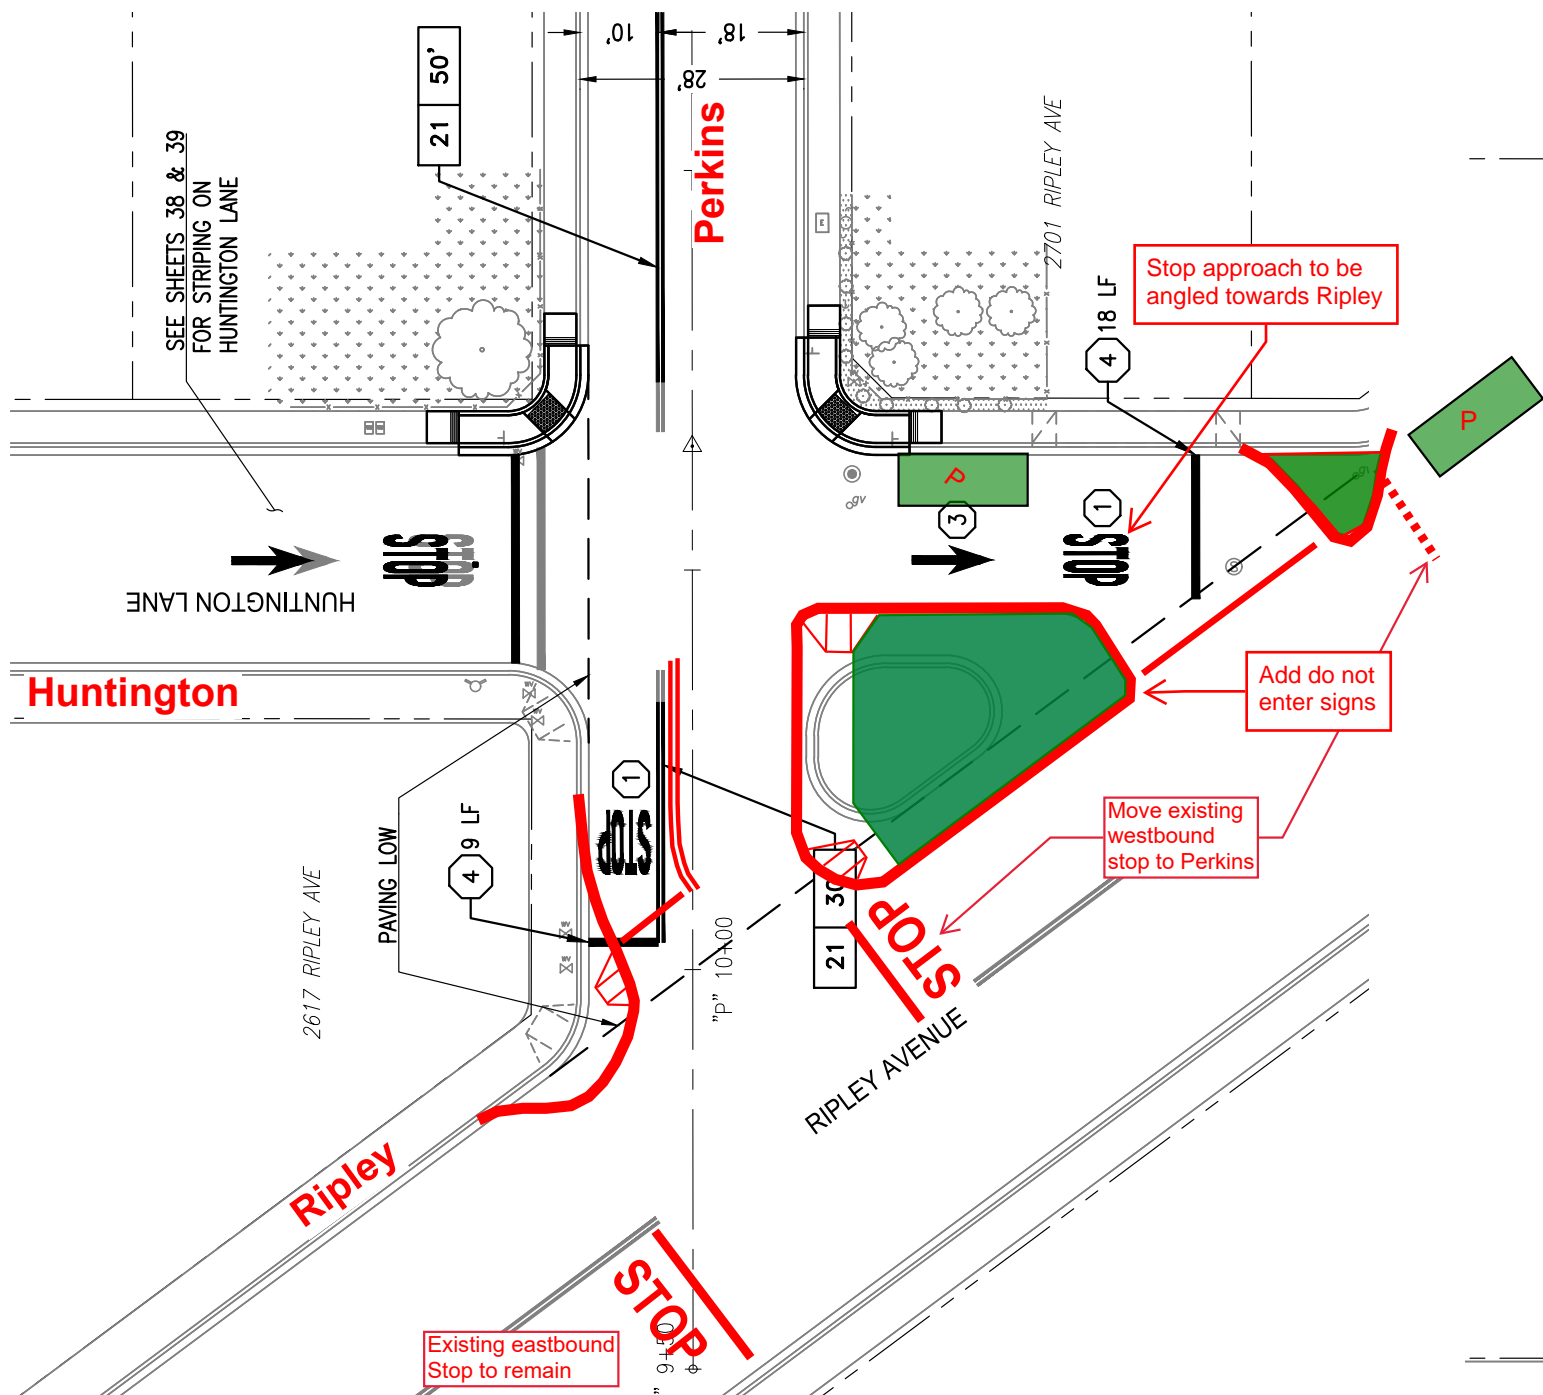 10'
18'
28'
50'
21
Perkins
SEE SHEETS 38 & 39
FOR STRIPING ON
HUNTINGTON LANE
2701 RIPLEY AVE
Stop approach to be
angled towards Ripley
18 LF
4
P
P
3
gv
1
STOP
STOP
HUNTINGTON LANE
Huntington
Add do not
enter signs
Move existing
westbound
stop to Perkins
1
STOP
PAVING LOW
9 LF
4
2617 RIPLEY AVE
30
21
STOP
"P" 10+00
RIPLEY AVENUE
Ripley
STOP
9+50
Existing eastbound
Stop to remain